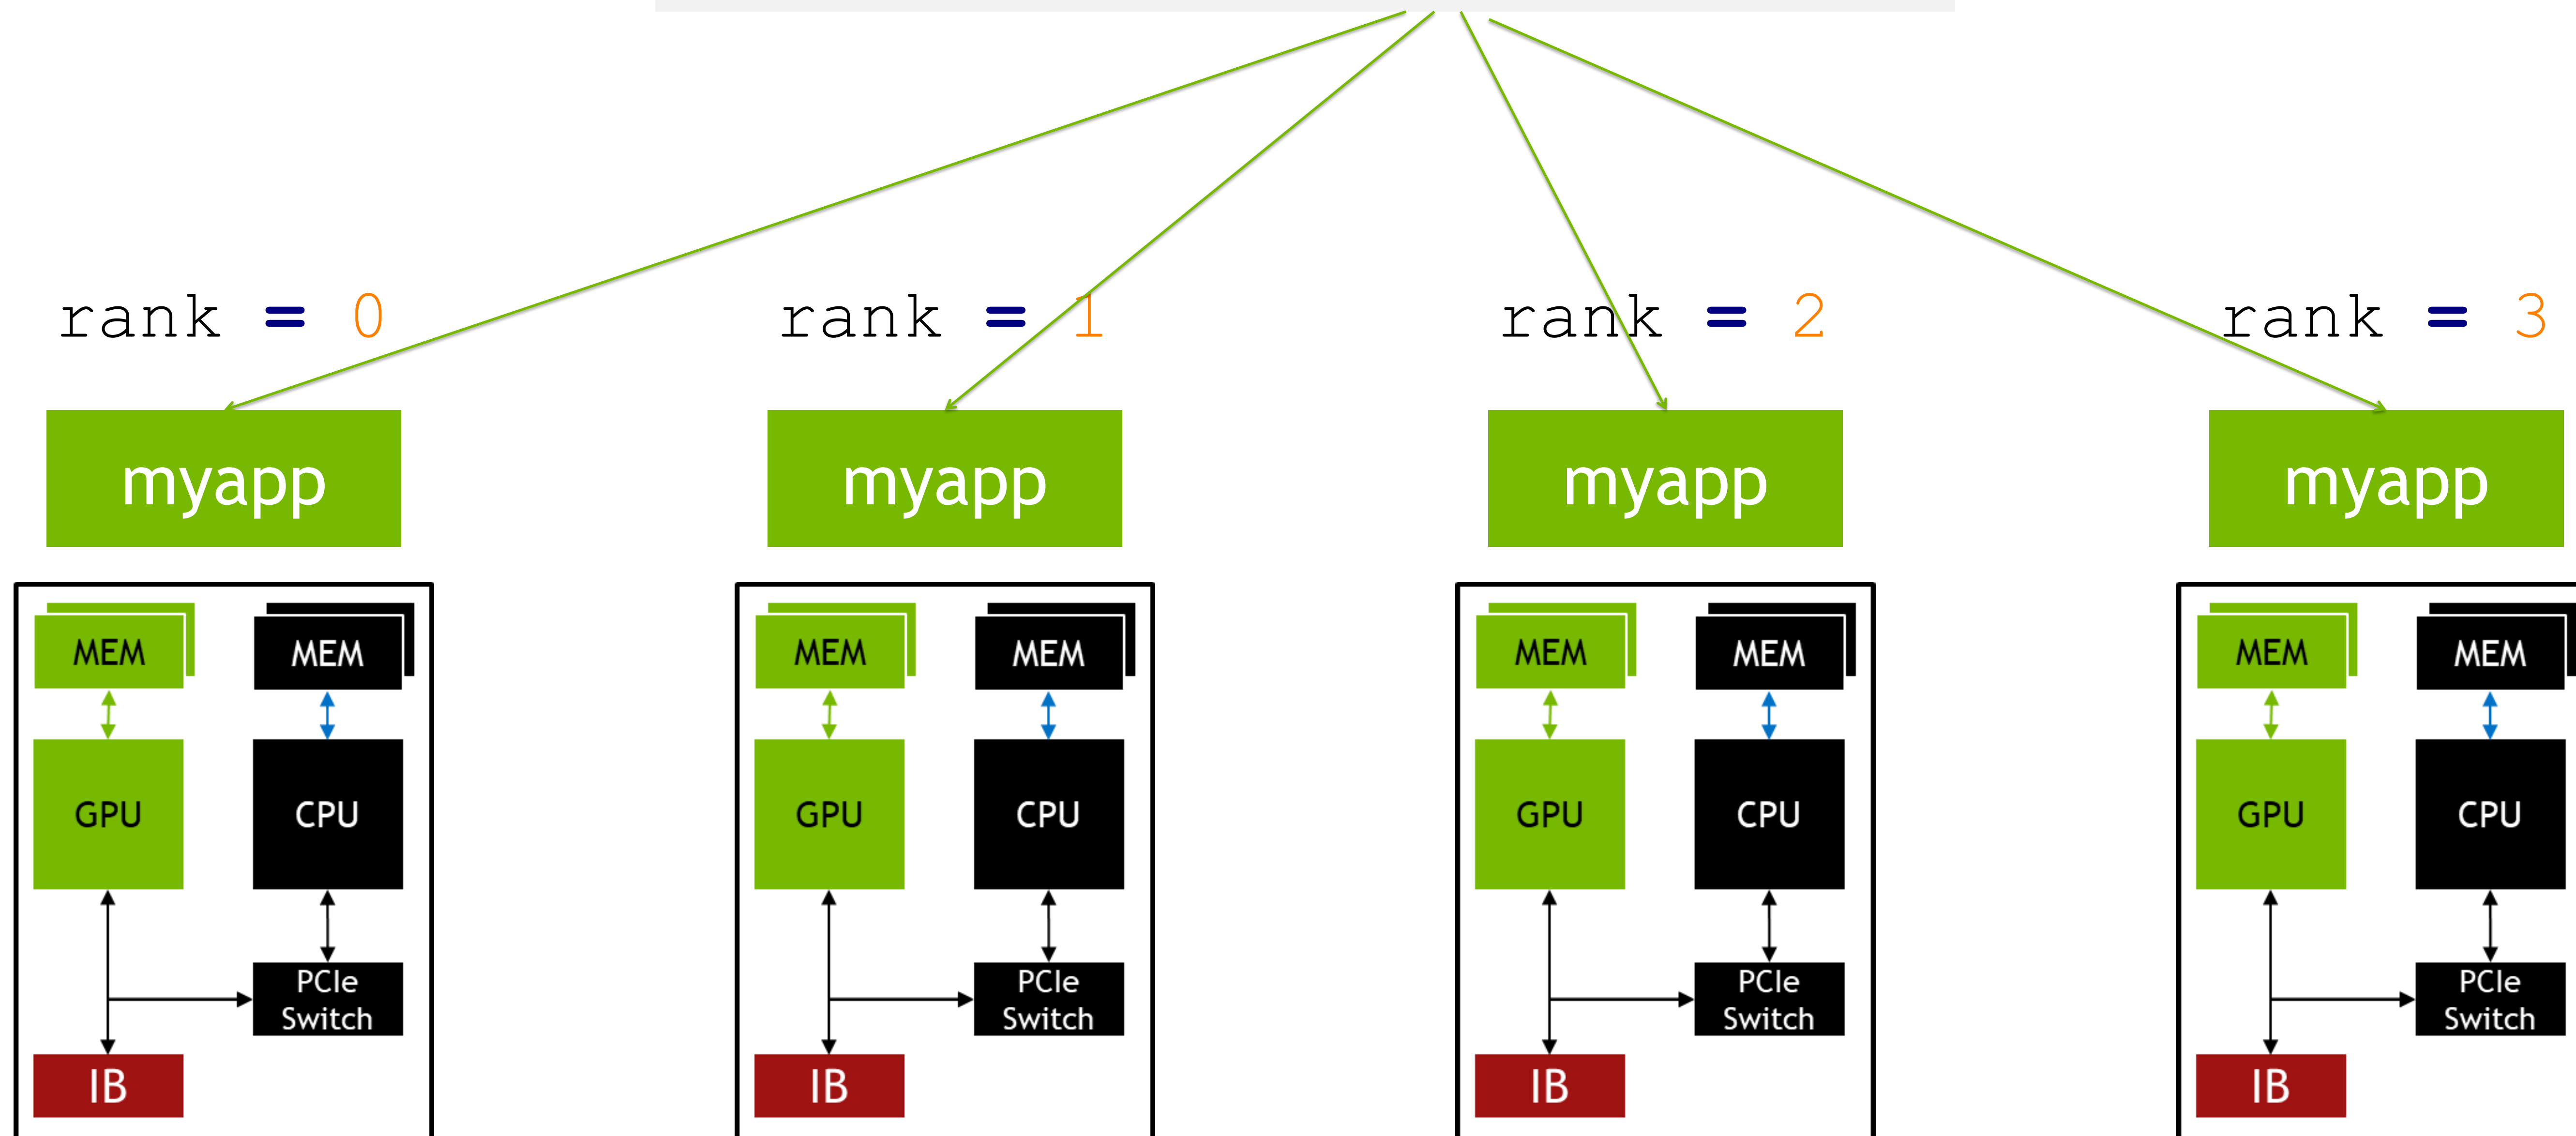 rank = 0
rank = 1
rank = 2
rank = 3
myapp
myapp
myapp
myapp
MEM
MEM
MEM
MEM
MEM
MEM
MEM
MEM
GPU
CPU
GPU
CPU
GPU
CPU
GPU
CPU
PCIe
Switch
PCIe
Switch
PCIe
Switch
PCIe
Switch
IB
IB
IB
IB